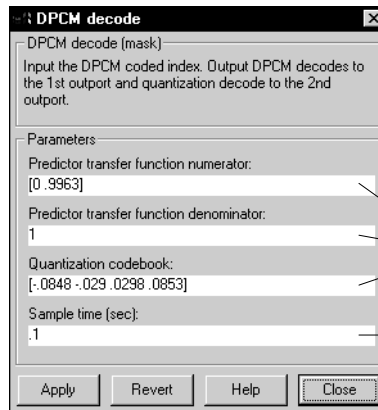 DPCM decode
DPCM decode (mask)
Input the DPCM coded index. Output DPCM decodes to
the 1st outport and quantization decode to the 2nd
outport.
Parameters
Predictor transfer function numerator:
[0 .9963]
Predictor transfer function denominator:
1
Quantization codebook:
[-.0848 -.029 .0298 .0853]
Sample time (sec):
.1
Apply Revert Help Close